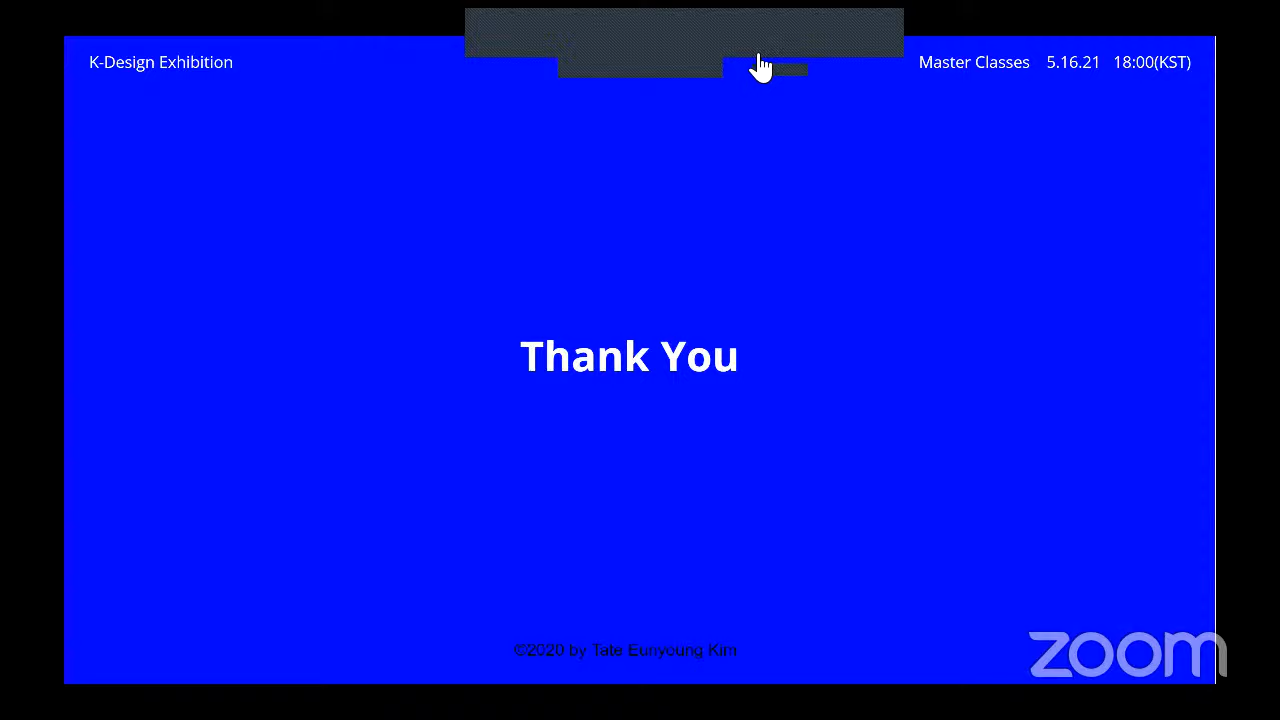 K-Design Exhibition
Master Classes 5.16.21 18:00(KST)
Thank You
©2020 by Tate Eunyoung Kim
zoom